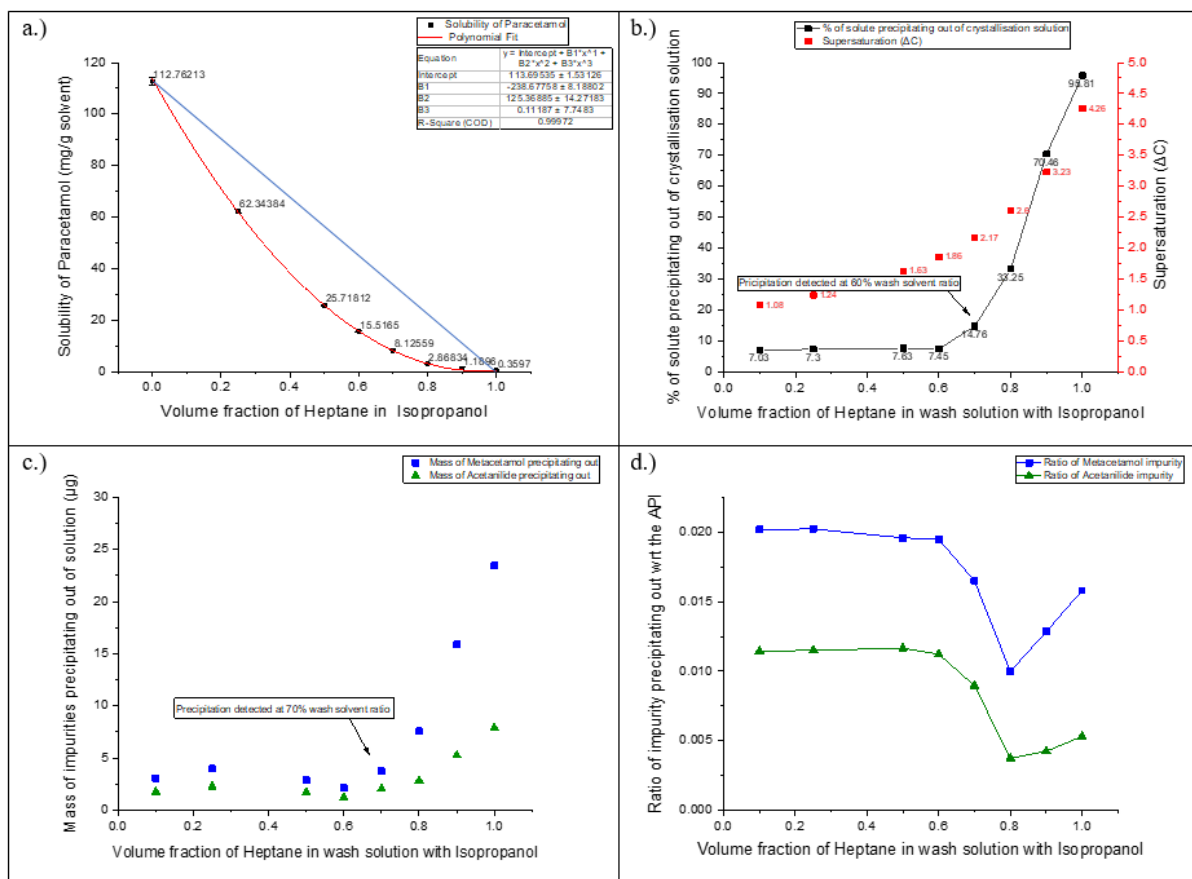 a.)
Solubility of Paracetamol
Polynomial Fit
Equation y = Intercept + B1*x^1 + B2*x^2 + B3*x^3
Intercept 113.69535 ± 1.53126
B1 -238.67758 ± 8.18802
B2 125.36885 ± 14.27183
B3 0.11187 ± 7.7483
R-Square (COD) 0.99972
Solubility of Paracetamol (mg/g solvent)
120
100
80
60
40
20
0
112.76213
62.34384
25.71812
15.5165
8.12559
2.86834
1.1896
0.3597
0.0 0.2 0.4 0.6 0.8 1.0
Volume fraction of Heptane in Isopropanol
b.)
% of solute precipitating out of crystallisation solution
Supersaturation (ΔC)
% of solute precipitating out of crystallisation solution
100
90
80
70
60
50
40
30
20
10
0
7.03
7.3
7.63
7.45
14.76
33.25
70.46
95.81
1.08
1.24
1.63
1.86
2.17
2.6
3.23
4.26
Pricipitation detected at 60% wash solvent ratio
5.0
4.5
4.0
3.5
3.0
2.5
2.0
1.5
1.0
0.5
0.0
Supersaturation (ΔC)
0.0 0.2 0.4 0.6 0.8 1.0
Volume fraction of Heptane in wash solution with Isopropanol
c.)
Mass of Metacetamol precipitating out
Mass of Acetanilide precipitating out
Mass of impurities precipitating out of solution (µg)
30
25
20
15
10
5
0
Precipitation detected at 70% wash solvent ratio
0.0 0.2 0.4 0.6 0.8 1.0
Volume fraction of Heptane in wash solution with Isopropanol
d.)
Ratio of Metacetamol impurity
Ratio of Acetanilide impurity
Ratio of impurity precipitating out wrt the API
0.020
0.015
0.010
0.005
0.000
0.0 0.2 0.4 0.6 0.8 1.0
Volume fraction of Heptane in wash solution with Isopropanol